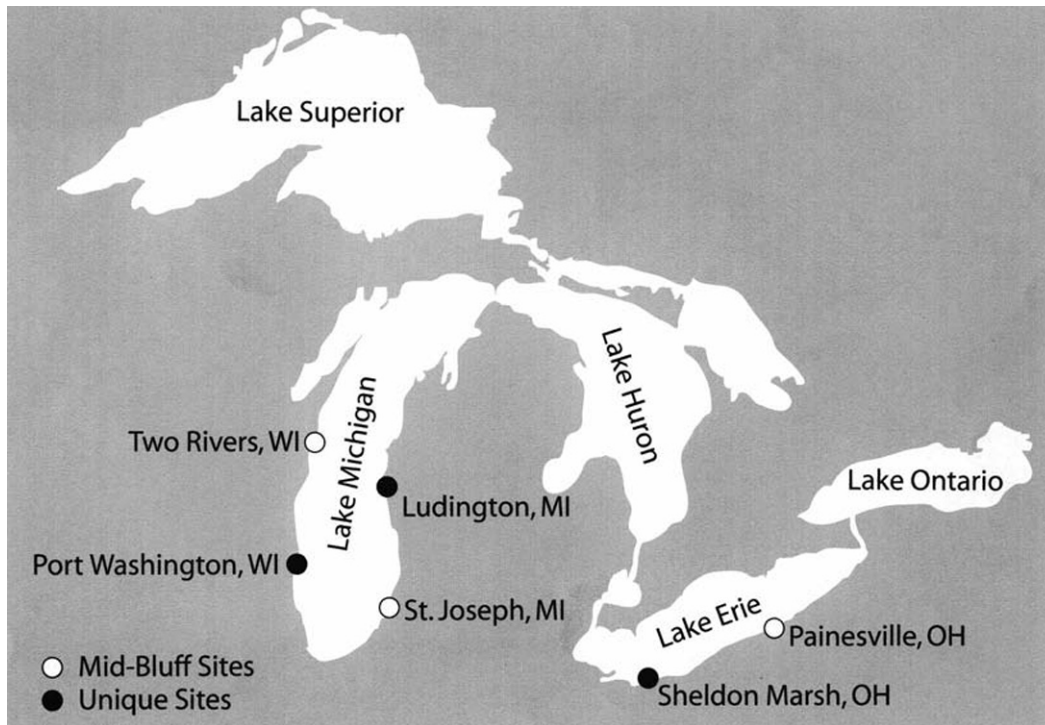 Lake Superior
Lake Michigan
Lake Huron
Two Rivers, WI
Lake Ontario
Ludington, MI
Port Washington, WI
St. Joseph, MI
Lake Erie
Painesville, OH
Mid-Bluff Sites
Sheldon Marsh, OH
Unique Sites